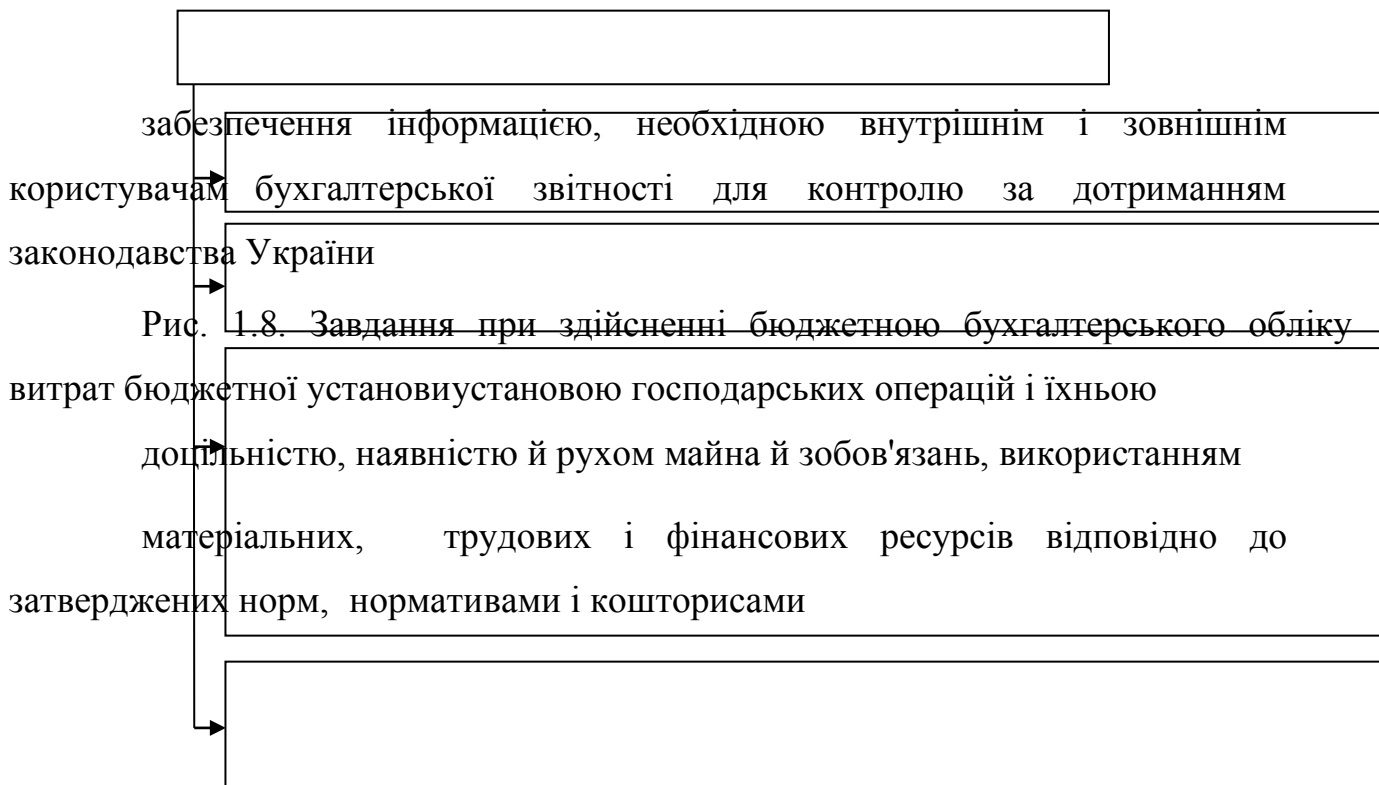 забезпечення інформацією, необхідною внутрішнім і зовнішнім
користувачам бухгалтерської звітності для контролю за дотриманням
законодавства України
Рис. 1.8. Завдання при здійсненні бюджетною бухгалтерського обліку
витрат бюджетної установиустановою господарських операцій і їхньою
доцільністю, наявністю й рухом майна й зобов'язань, використанням
матеріальних, трудових і фінансових ресурсів відповідно до
затверджених норм, нормативами і кошторисами